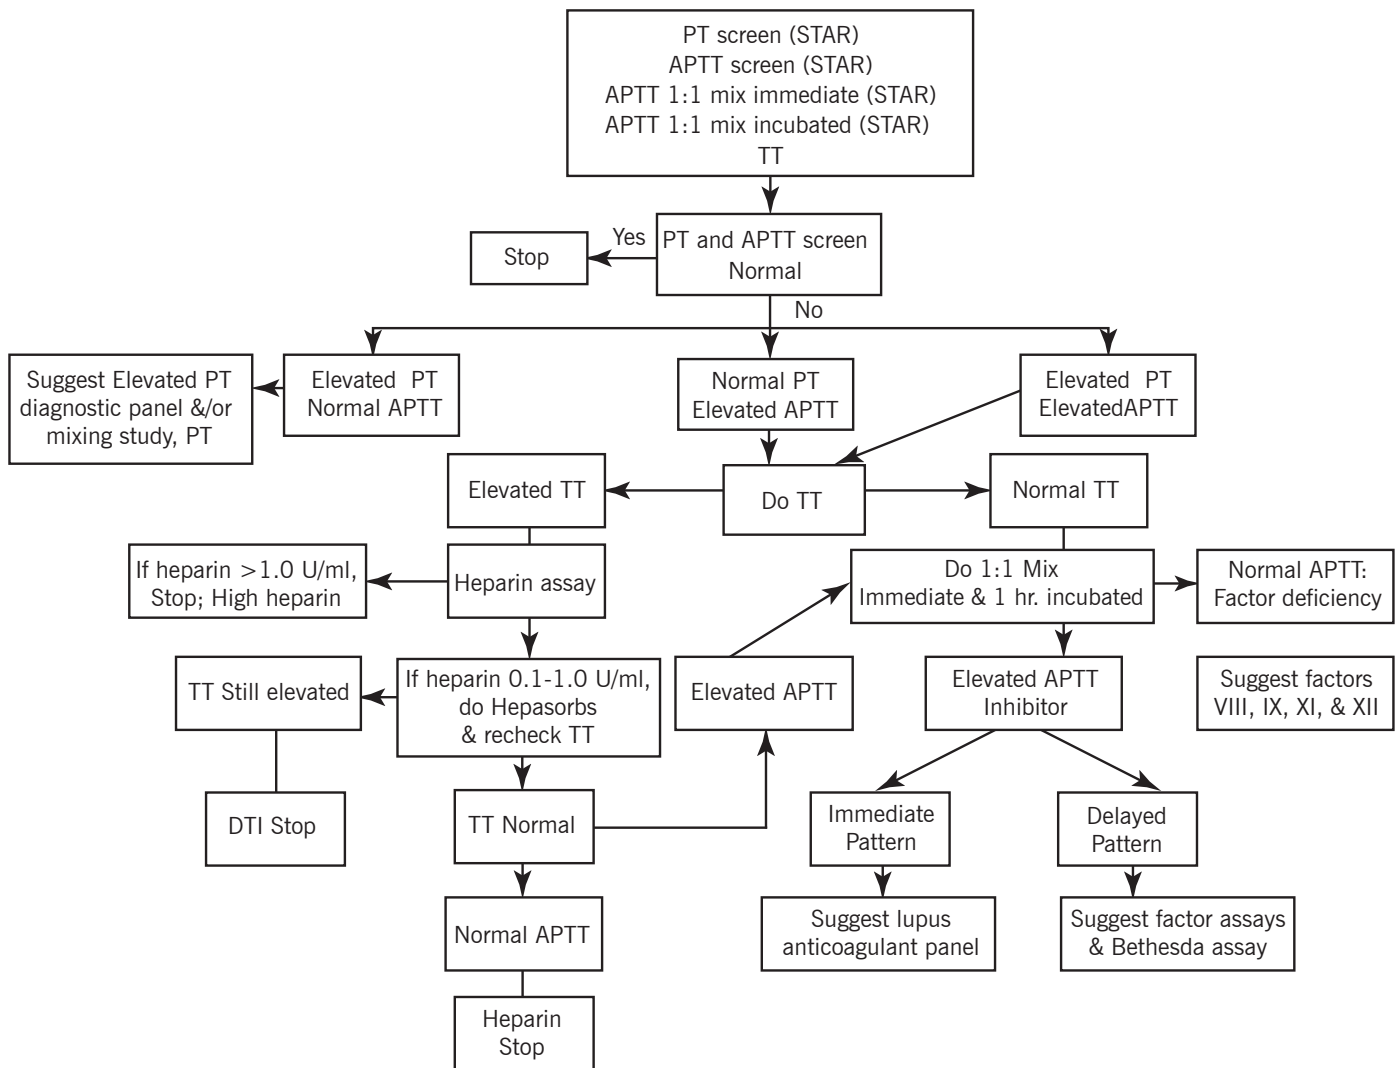 PT screen (STAR)
APTT screen (STAR)
APTT 1:1 mix immediate (STAR)
APTT 1:1 mix incubated (STAR)
TT
Yes
PT and APTT screen
Normal
Stop
No
Suggest Elevated PT
diagnostic panel &/or
mixing study, PT
Elevated PT
Normal APTT
Normal PT
Elevated APTT
Elevated PT
ElevatedAPTT
Elevated TT
Do TT
Normal TT
If heparin >1.0 U/ml,
Stop; High heparin
Heparin assay
Do 1:1 Mix
Immediate & 1 hr. incubated
Normal APTT:
Factor deficiency
TT Still elevated
If heparin 0.1-1.0 U/ml,
do Hepasorbs
& recheck TT
Elevated APTT
Elevated APTT
Inhibitor
Suggest factors
VIII, IX, XI, & XII
DTI Stop
TT Normal
Immediate
Pattern
Delayed
Pattern
Normal APTT
Suggest lupus
anticoagulant panel
Suggest factor assays
& Bethesda assay
Heparin
Stop